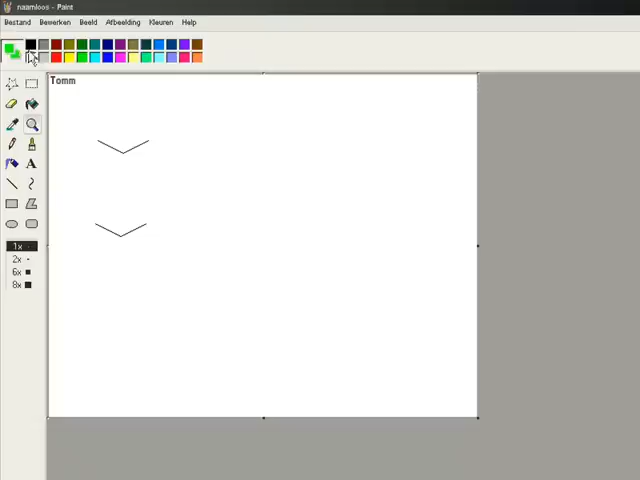 naamloos - Paint
Bestand Bewerken Beeld Afbeelding Kleuren Help
Tomm
A
1x
2x
6x
8x